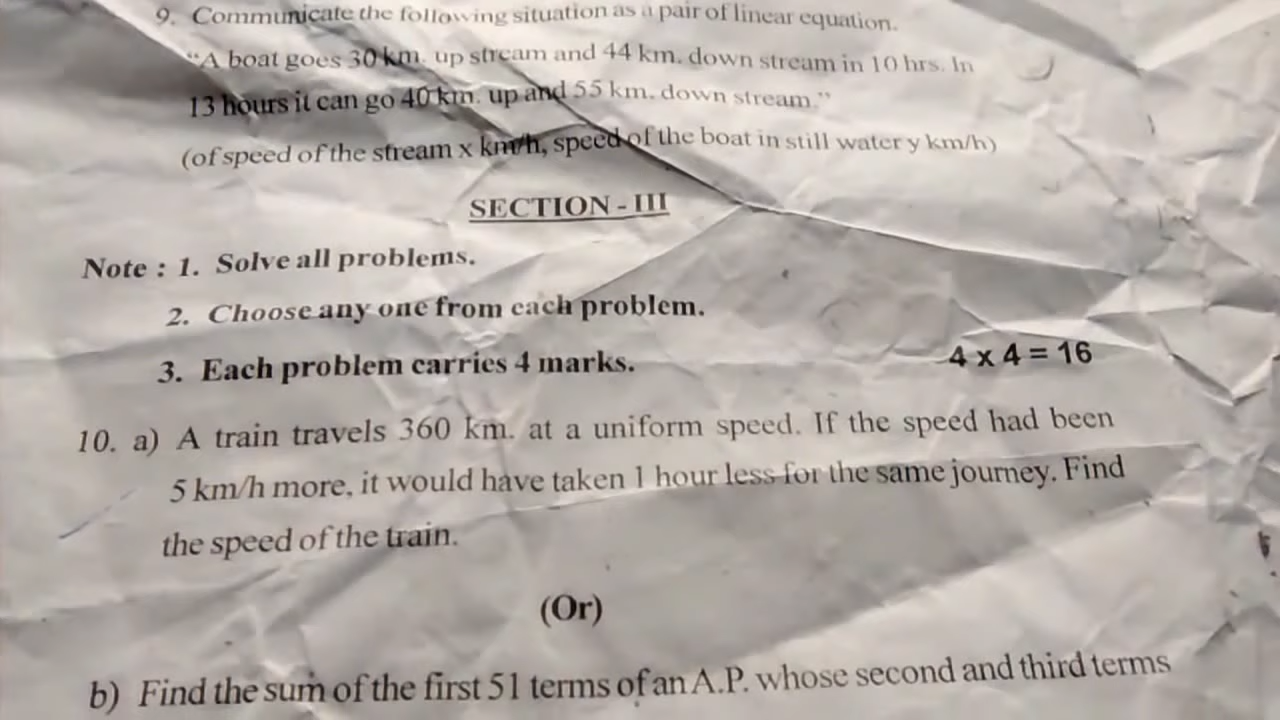 9. Communicate the following situation as a pair of linear equation.
"A boat goes 30 km. up stream and 44 km. down stream in 10 hrs. In
13 hours it can go 40 km. up and 55 km. down stream."
(of speed of the stream x km/h, speed of the boat in still water y km/h)
SECTION - III
Note : 1. Solve all problems.
2. Choose any one from each problem.
3. Each problem carries 4 marks. 4 x 4 = 16
10. a) A train travels 360 km. at a uniform speed. If the speed had been
5 km/h more, it would have taken 1 hour less for the same journey. Find
the speed of the train.
(Or)
b) Find the sum of the first 51 terms of an A.P. whose second and third terms